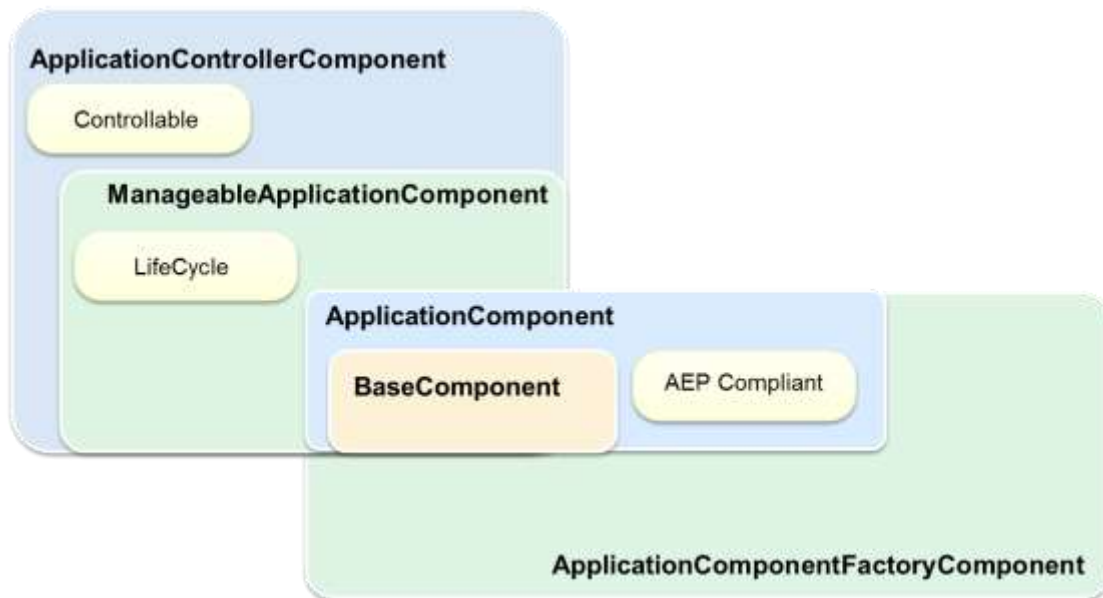 ApplicationControllerComponent
Controllable
ManageableApplicationComponent
LifeCycle
ApplicationComponent
BaseComponent
AEP Compliant
ApplicationComponentFactoryComponent